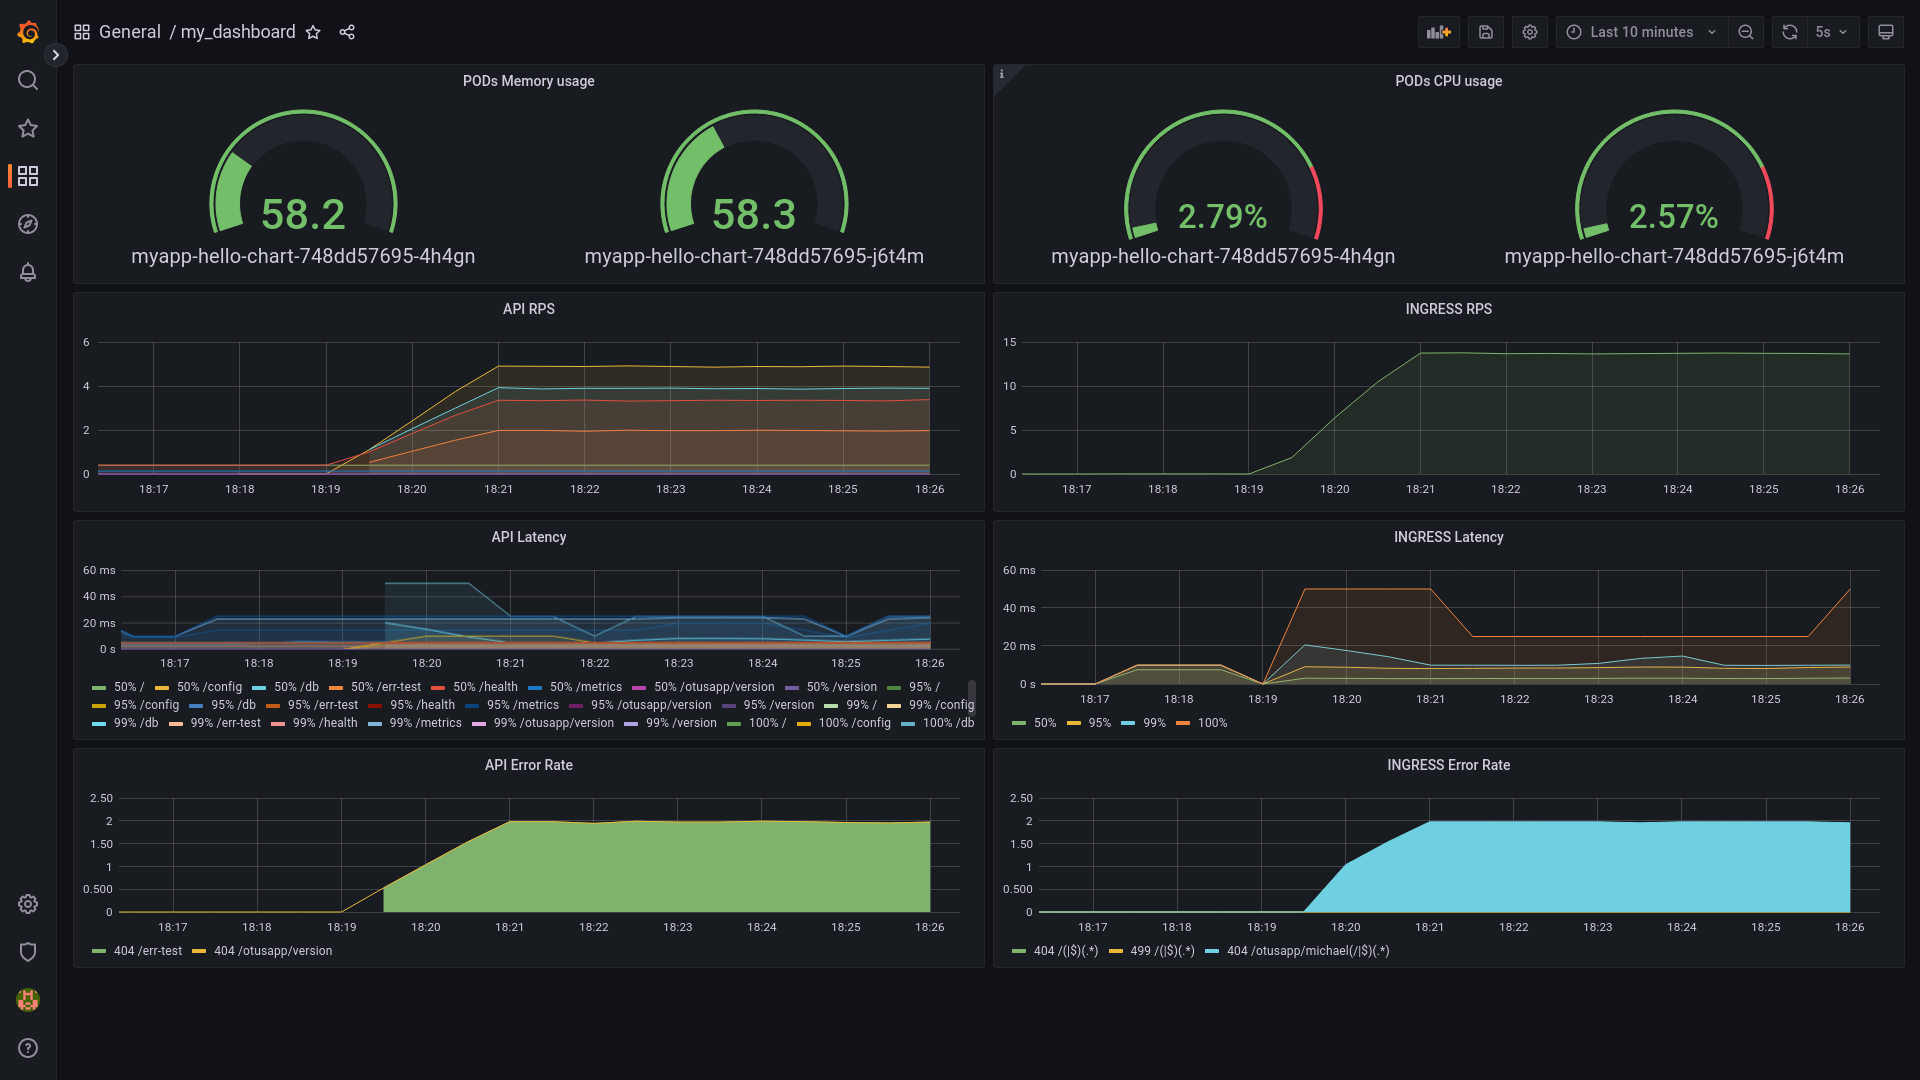 General / my_dashboard
Last 10 minutes
5s
PODs Memory usage
58.2
myapp-hello-chart-748dd57695-4h4gn
58.3
myapp-hello-chart-748dd57695-j6t4m
i
PODs CPU usage
2.79%
myapp-hello-chart-748dd57695-4h4gn
2.57%
myapp-hello-chart-748dd57695-j6t4m
API RPS
6
4
2
0
18:17 18:18 18:19 18:20 18:21 18:22 18:23 18:24 18:25 18:26
INGRESS RPS
15
10
5
0
18:17 18:18 18:19 18:20 18:21 18:22 18:23 18:24 18:25 18:26
API Latency
60 ms
40 ms
20 ms
0 s
18:17 18:18 18:19 18:20 18:21 18:22 18:23 18:24 18:25 18:26
50% / 50% /config 50% /db 50% /err-test 50% /health 50% /metrics 50% /otusapp/version 50% /version 95% /
95% /config 95% /db 95% /err-test 95% /health 95% /metrics 95% /otusapp/version 95% /version 99% / 99% /config
99% /db 99% /err-test 99% /health 99% /metrics 99% /otusapp/version 99% /version 100% / 100% /config 100% /db
INGRESS Latency
60 ms
40 ms
20 ms
0 s
18:17 18:18 18:19 18:20 18:21 18:22 18:23 18:24 18:25 18:26
50% 95% 99% 100%
API Error Rate
2.50
2
1.50
1
0.500
0
18:17 18:18 18:19 18:20 18:21 18:22 18:23 18:24 18:25 18:26
404 /err-test 404 /otusapp/version
INGRESS Error Rate
2.50
2
1.50
1
0.500
0
18:17 18:18 18:19 18:20 18:21 18:22 18:23 18:24 18:25 18:26
404 /(|$)(.*) 499 /(|$)(.*) 404 /otusapp/michael(/|$)(.*)